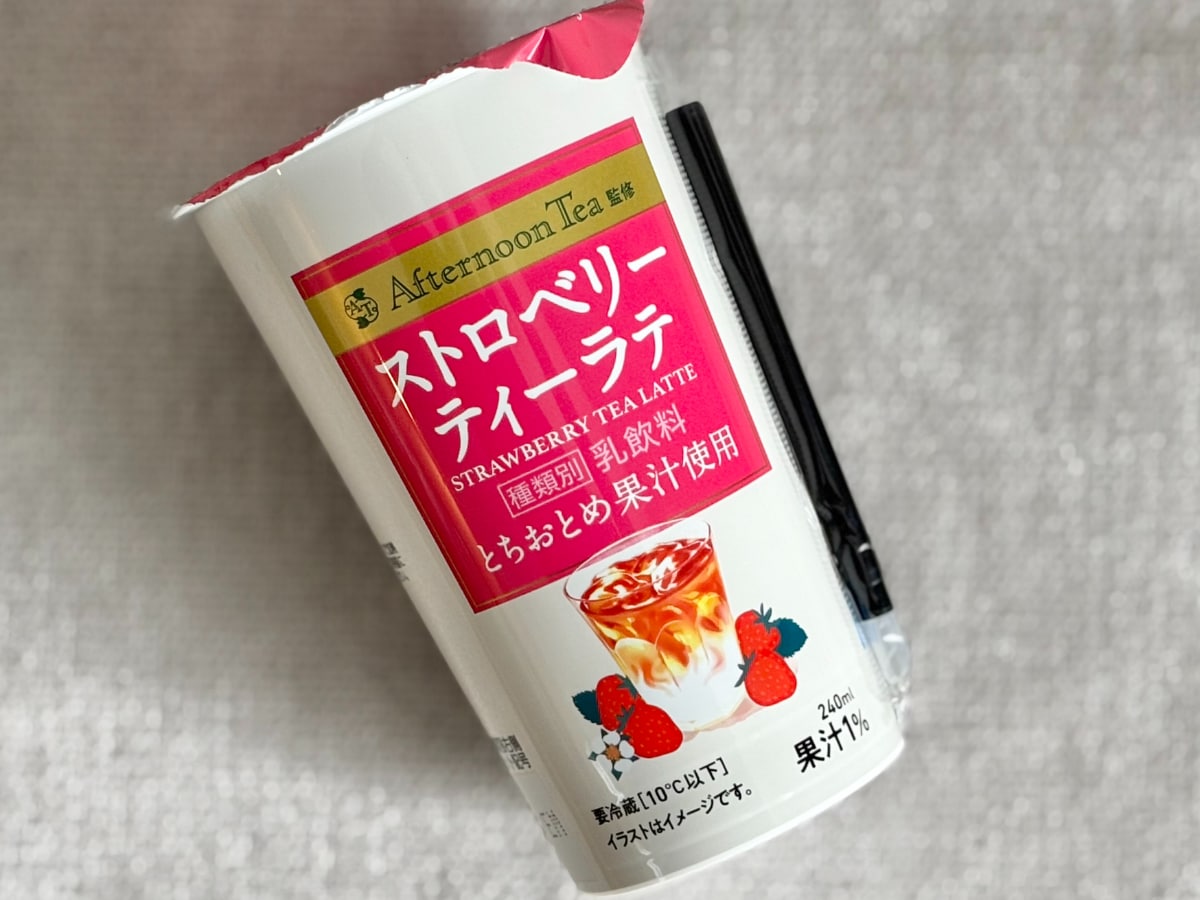 Afternoon Tea 監修
ストロベリー
ティーラテ
STRAWBERRY TEA LATTE
種類別 乳飲料
とちおとめ果汁使用
240ml
果汁1%
要冷蔵[10℃以下]
イラストはイメージです。